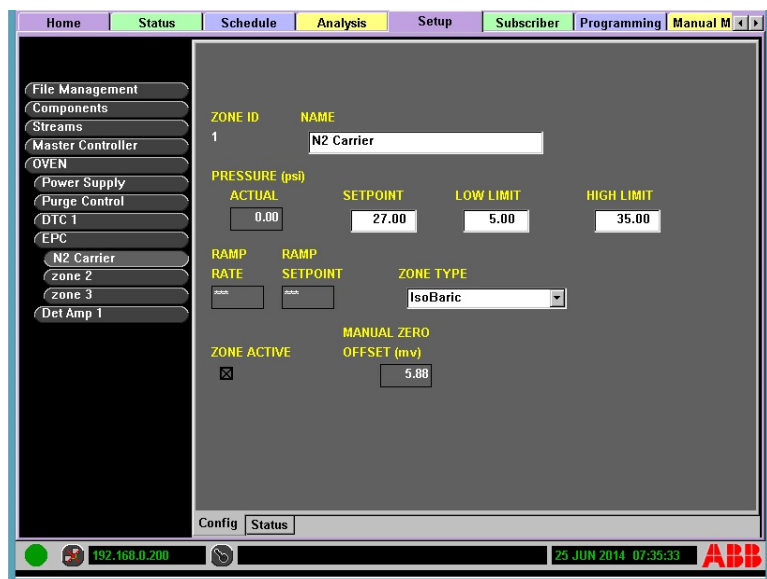 Home Status Schedule Analysis Setup Subscriber Programming Manual M
File Management
Components
Streams
Master Controller
OVEN
Power Supply
Purge Control
DTC 1
EPC
N2 Carrier
zone 2
zone 3
Det Amp 1
ZONE ID NAME
1 N2 Carrier
PRESSURE (psi)
ACTUAL SETPOINT LOW LIMIT HIGH LIMIT
0.00 27.00 5.00 35.00
RAMP RAMP
RATE SETPOINT ZONE TYPE
*** *** IsoBaric
MANUAL ZERO
ZONE ACTIVE OFFSET (mv)
5.88
Config Status
192.168.0.200 25 JUN 2014 07:35:33 ABB